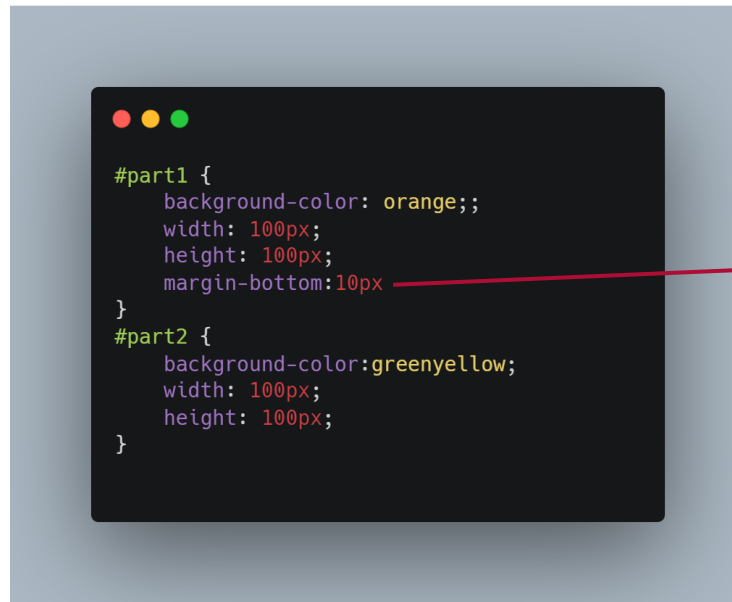 #part1 {
    background-color: orange;;
    width: 100px;
    height: 100px;
    margin-bottom:10px
}
#part2 {
    background-color:greenyellow;
    width: 100px;
    height: 100px;
}